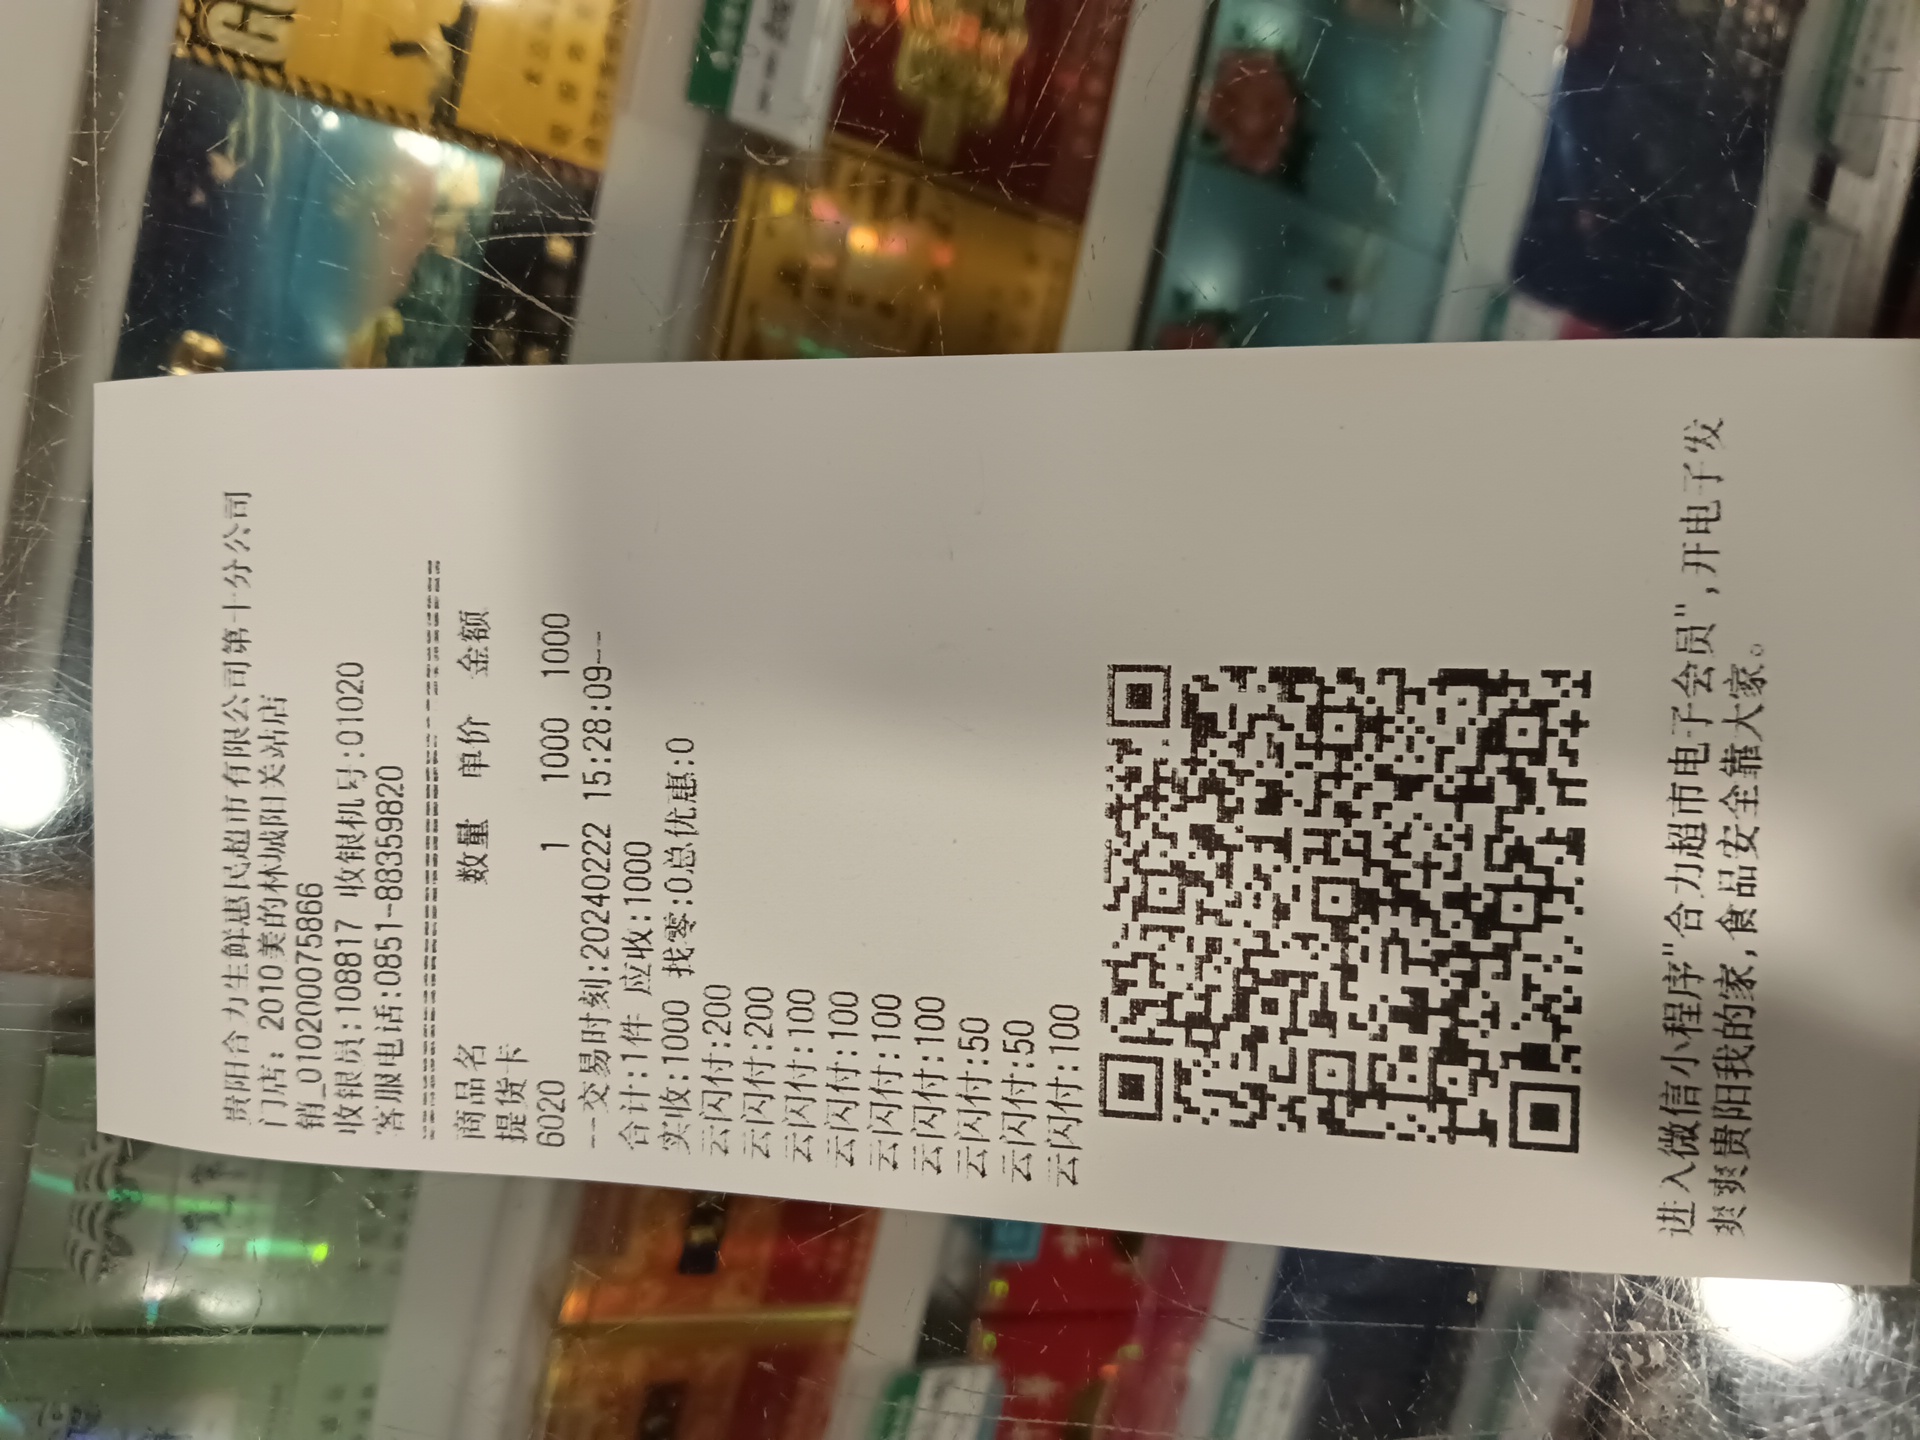 贵阳合力生鲜惠民超市有限公司第十分公司
门店: 2010美的林城阳关站店
销_010200075866
收银员:108817 收银机号:01020
客服电话:0851-88359820
商品名 数量 单价 金额
提货卡
6020 1 1000 1000
--交易时刻:20240222 15:28:09--
合计:1件 应收:1000
实收:1000 找零:0总优惠:0
云闪付:200
云闪付:200
云闪付:100
云闪付:100
云闪付:100
云闪付:100
云闪付:50
云闪付:50
云闪付:100
进入微信小程序"合力超市电子会员",开电子发
爽爽贵阳我的家,食品安全靠大家。